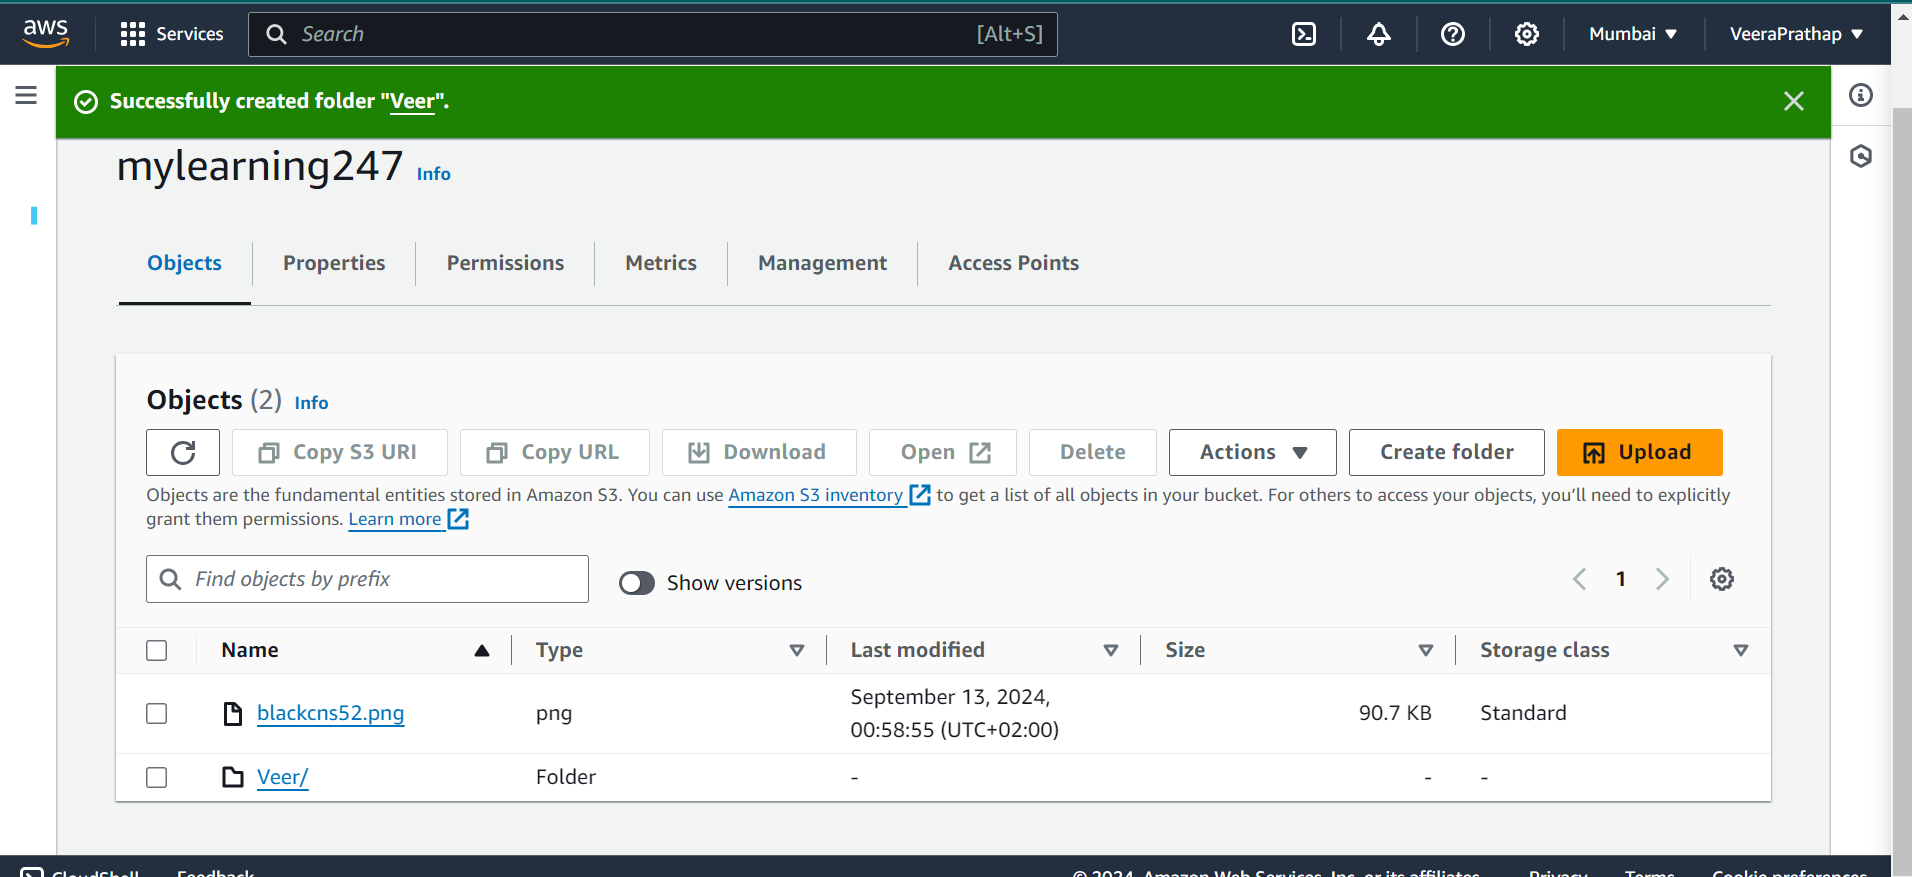 aws Services Search [Alt+S] Mumbai VeeraPrathap
Successfully created folder "Veer".
mylearning247 Info
Objects Properties Permissions Metrics Management Access Points
Objects (2) Info
Copy S3 URI Copy URL Download Open Delete Actions Create folder Upload
Objects are the fundamental entities stored in Amazon S3. You can use Amazon S3 inventory to get a list of all objects in your bucket. For others to access your objects, you’ll need to explicitly
grant them permissions. Learn more
Find objects by prefix Show versions 1
Name Type Last modified Size Storage class
blackcns52.png png September 13, 2024, 00:58:55 (UTC+02:00) 90.7 KB Standard
Veer/ Folder - - -
CloudShell Feedback © 2024, Amazon Web Services, Inc. or its affiliates. Privacy Terms Cookie preferences